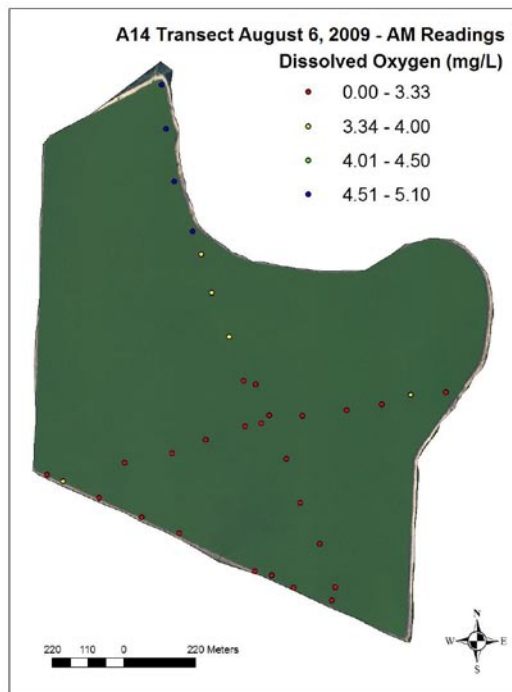 A14 Transect August 6, 2009 - AM Readings
Dissolved Oxygen (mg/L)
0.00 - 3.33
3.34 - 4.00
4.01 - 4.50
4.51 - 5.10
N
W E
S
220 110 0 220 Meters